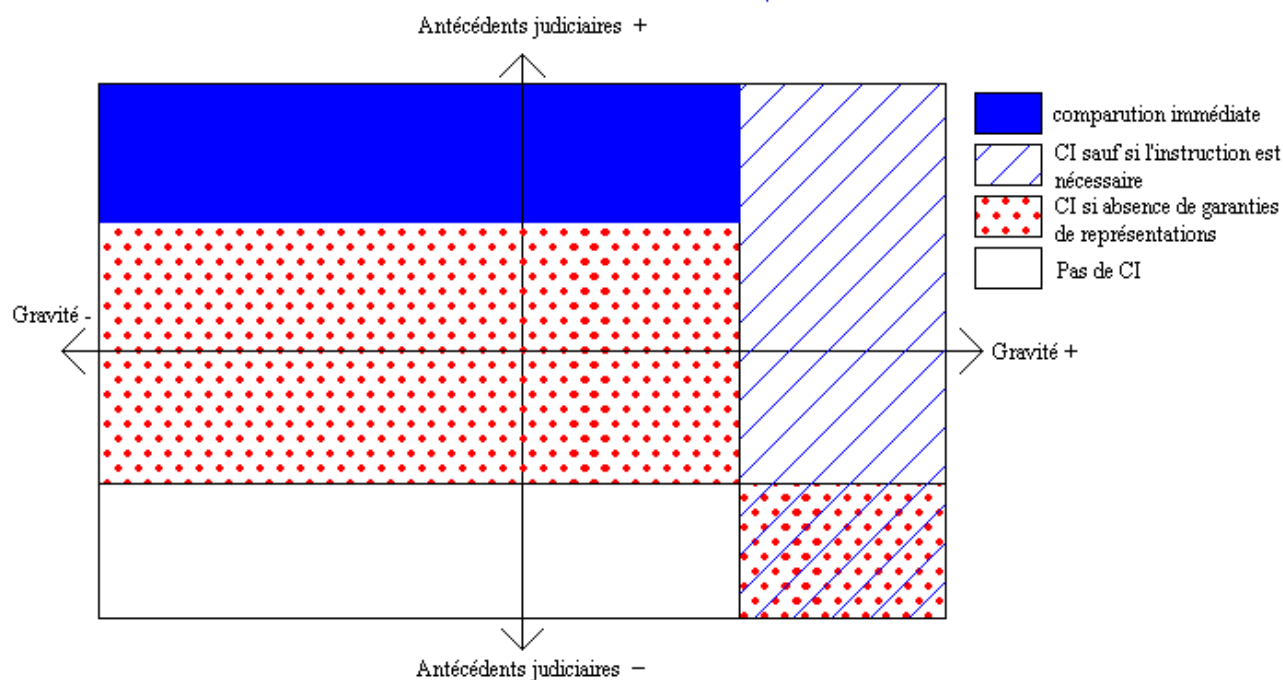 Antécédents judiciaires +
comparution immédiate
CI sauf si l'instruction est
nécessaire
CI si absence de garanties
de représentations
Pas de CI
Gravité -
Gravité +
Antécédents judiciaires −